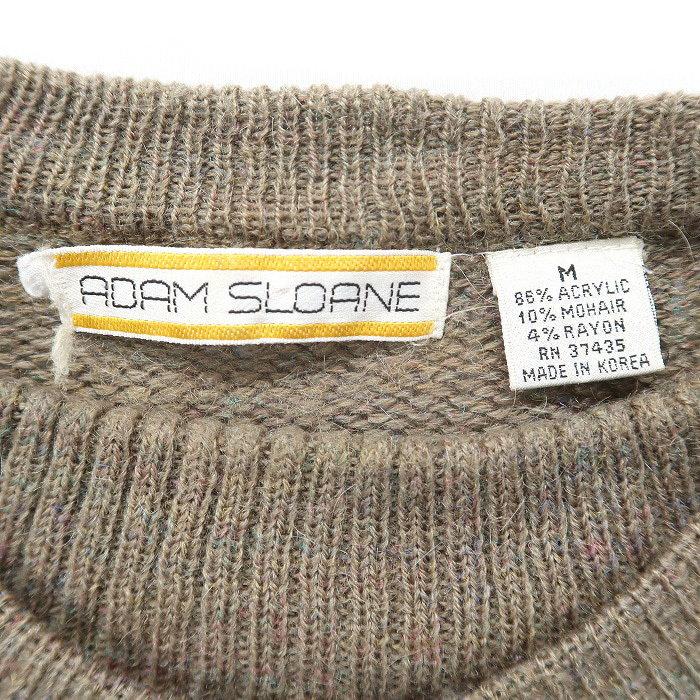 ADAM SLOANE
M
86% ACRYLIC
10% MOHAIR
4% RAYON
RN 37435
MADE IN KOREA